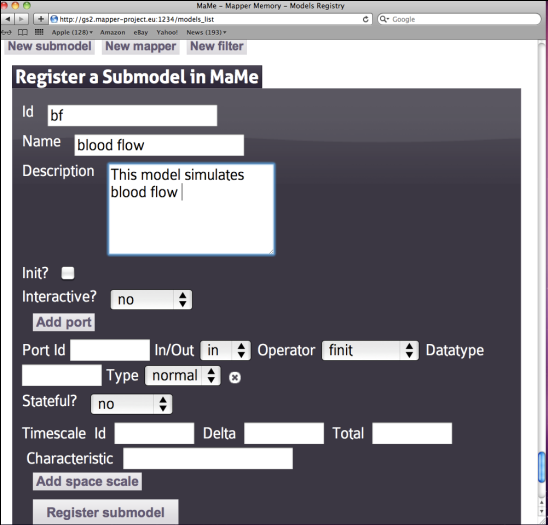 MaMe - Mapper Memory - Models Registry
http://gs2.mapper-project.eu:1234/models_list
Google
Apple (128) Amazon eBay Yahoo! News (193)
New submodel New mapper New filter
Register a Submodel in MaMe
Id bf
Name blood flow
Description This model simulates
blood flow
Init?
Interactive? no
Add port
Port Id In/Out in Operator finit Datatype
Type normal
Stateful? no
Timescale Id Delta Total
Characteristic
Add space scale
Register submodel